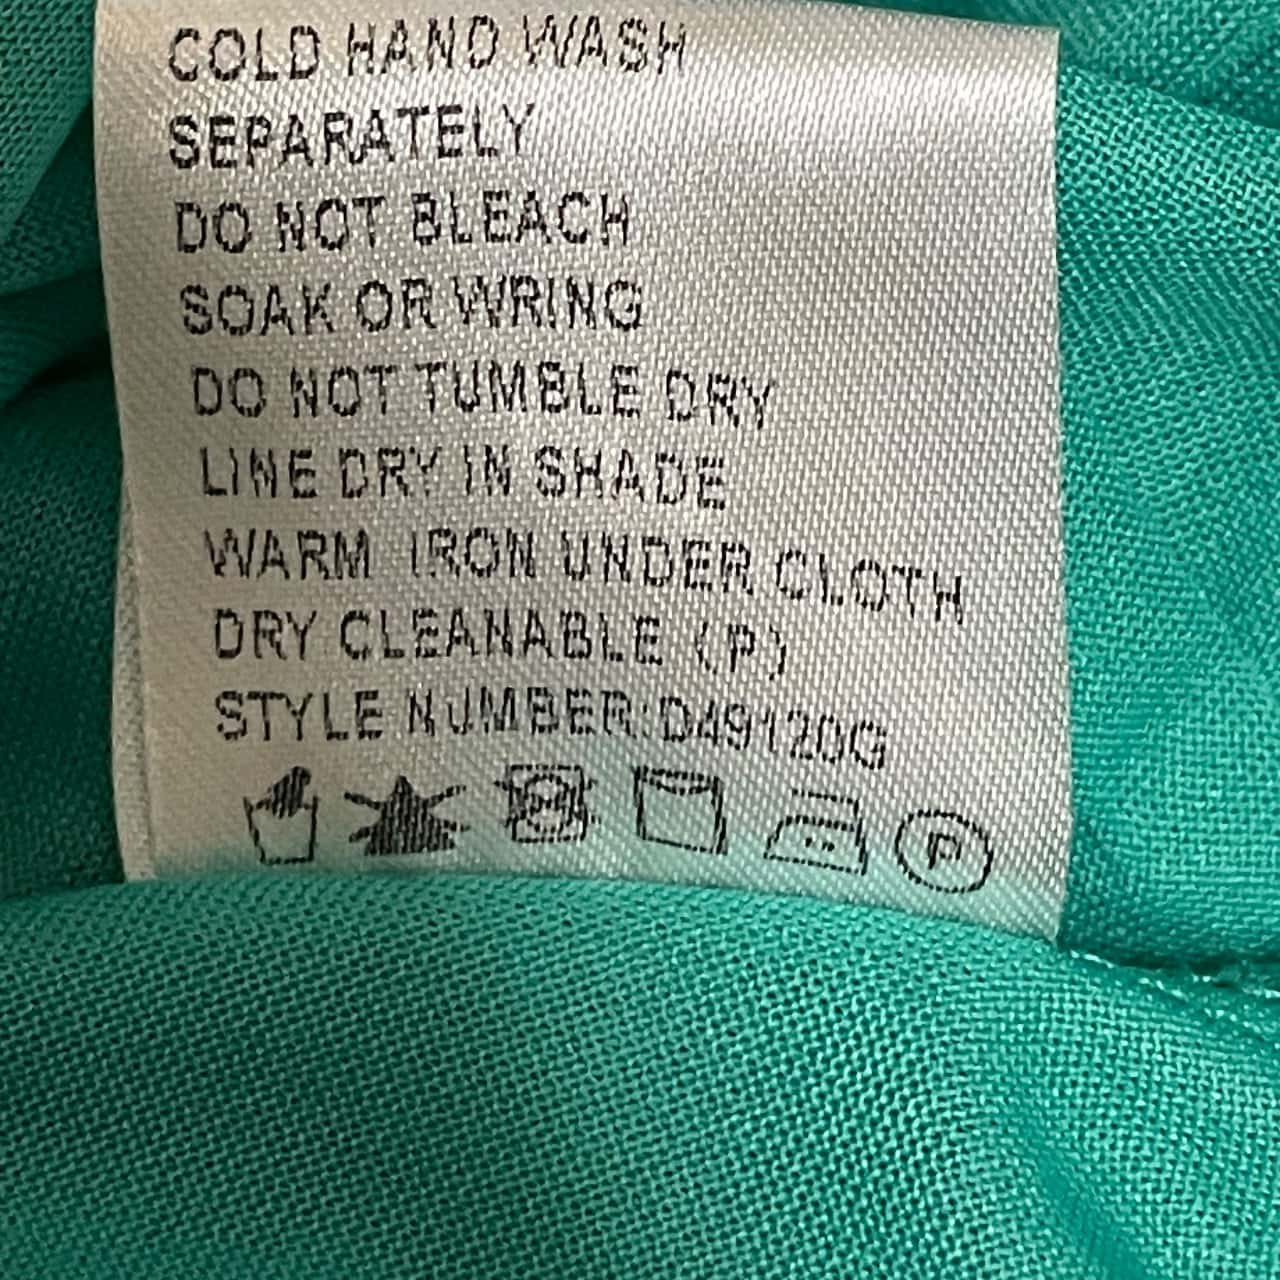 COLD HAND WASH
SEPARATELY
DO NOT BLEACH
SOAK OR WRING
DO NOT TUMBLE DRY
LINE DRY IN SHADE
WARM IRON UNDER CLOTH
DRY CLEANABLE (P)
STYLE NUMBER:D49120G
P